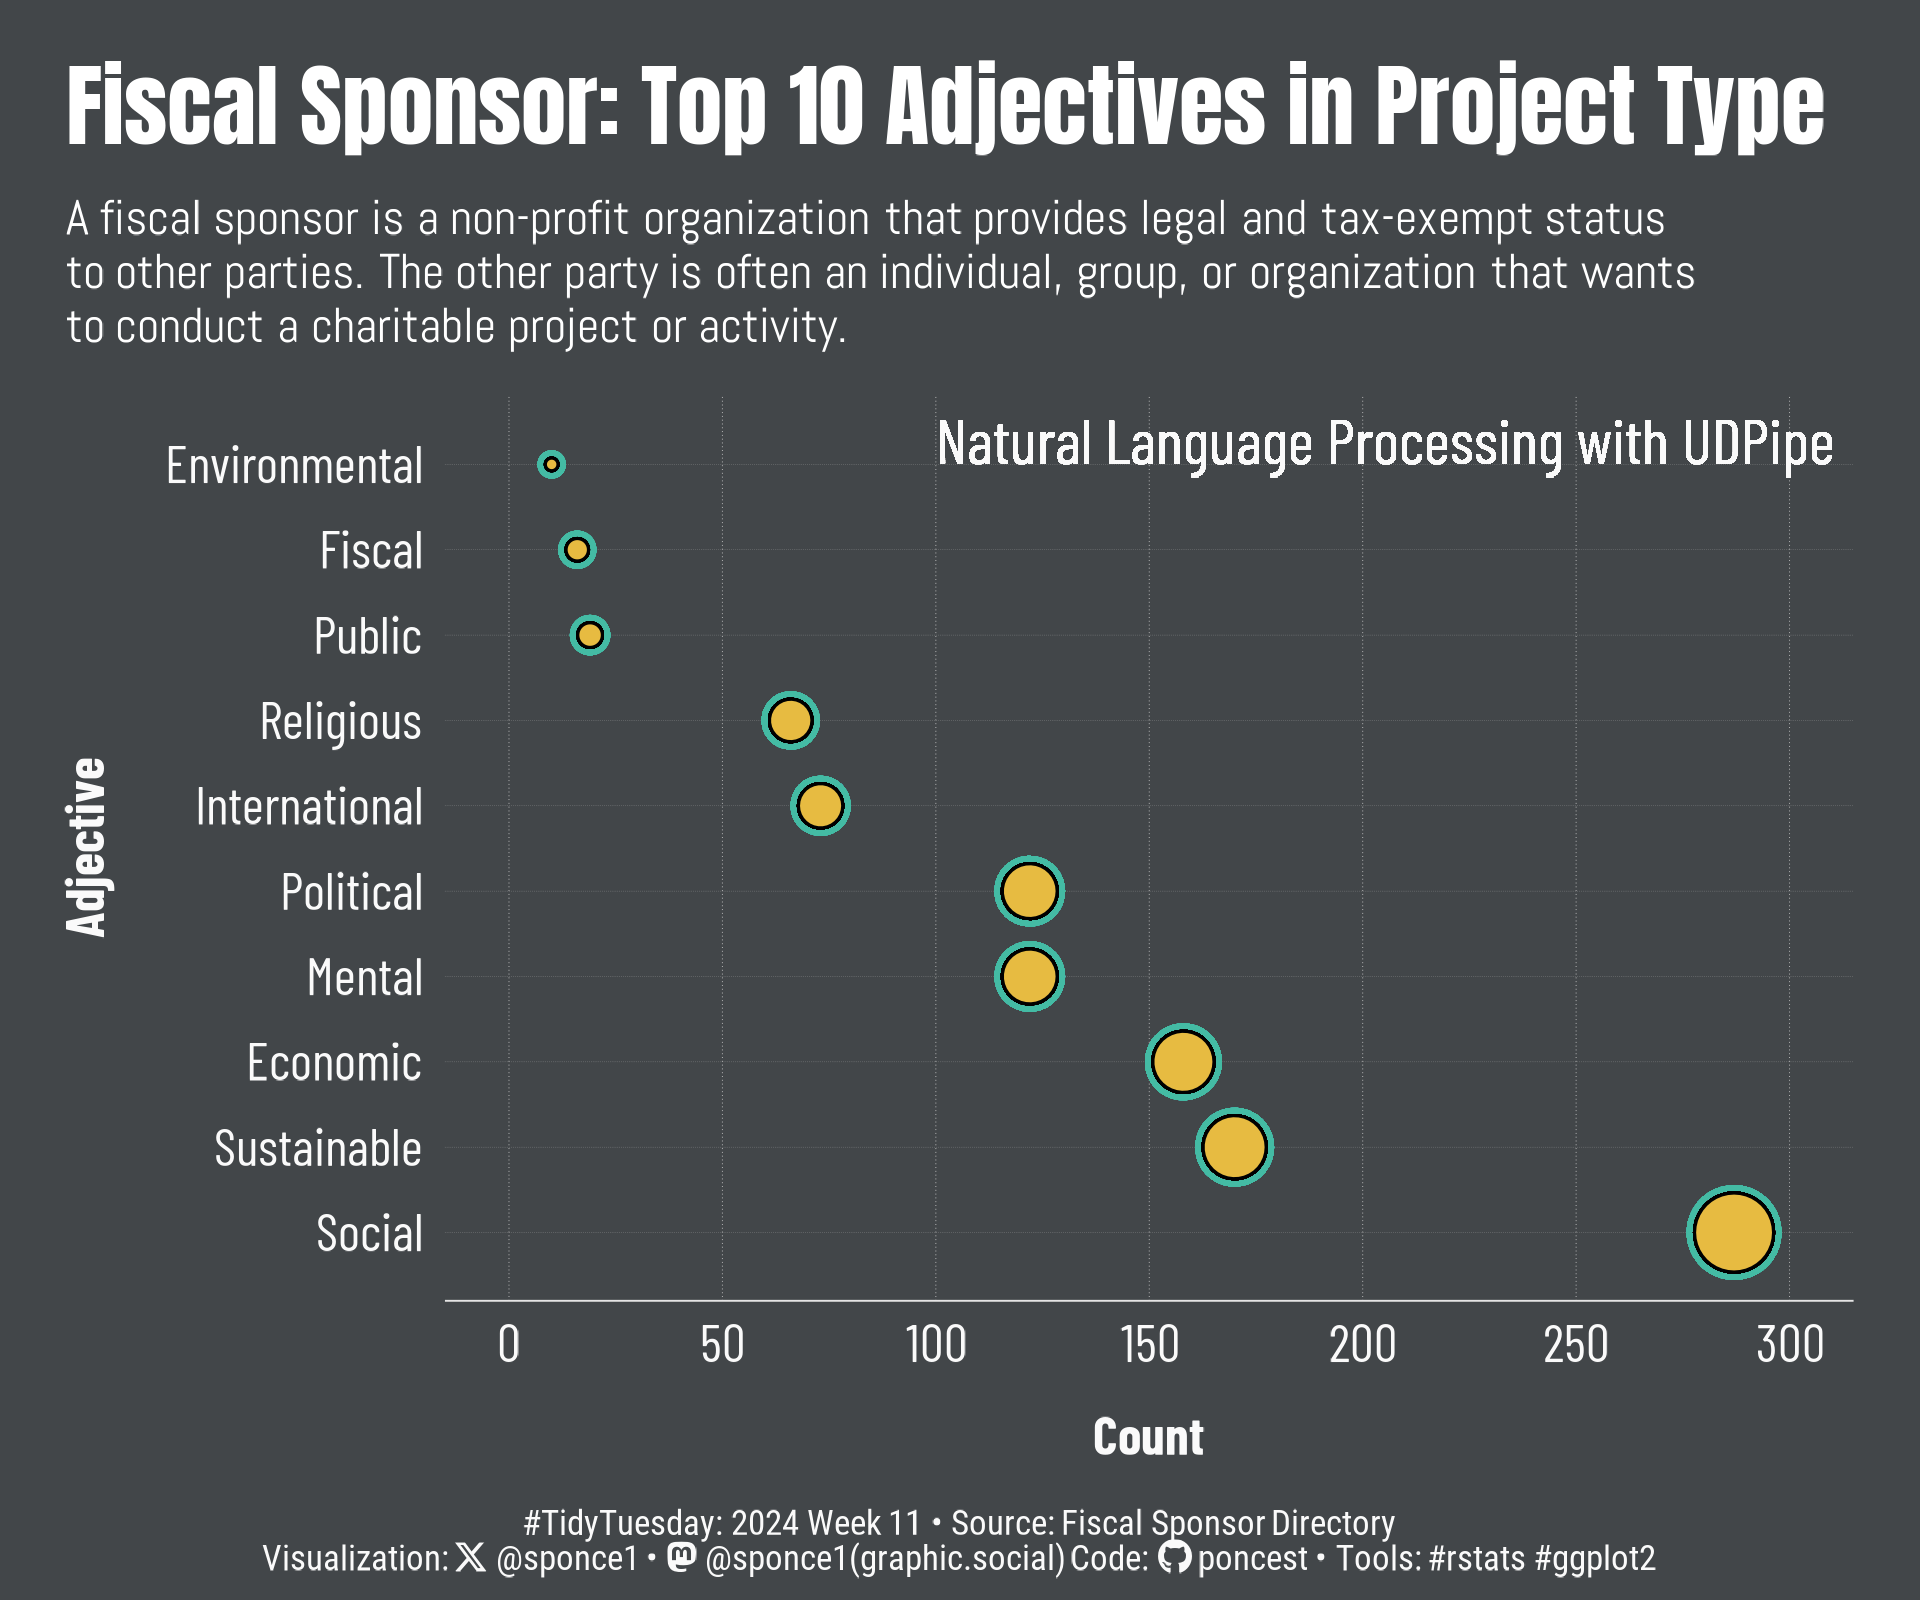 Fiscal Sponsor: Top 10 Adjectives in Project Type
A fiscal sponsor is a non-profit organization that provides legal and tax-exempt status
to other parties. The other party is often an individual, group, or organization that wants
to conduct a charitable project or activity.
Natural Language Processing with UDPipe
Environmental
Fiscal
Public
Religious
International
Political
Mental
Economic
Sustainable
Social
Adjective
0 50 100 150 200 250 300
Count
#TidyTuesday: 2024 Week 11 • Source: Fiscal Sponsor Directory
Visualization: @sponce1 • @sponce1(graphic.social) Code: poncest • Tools: #rstats #ggplot2